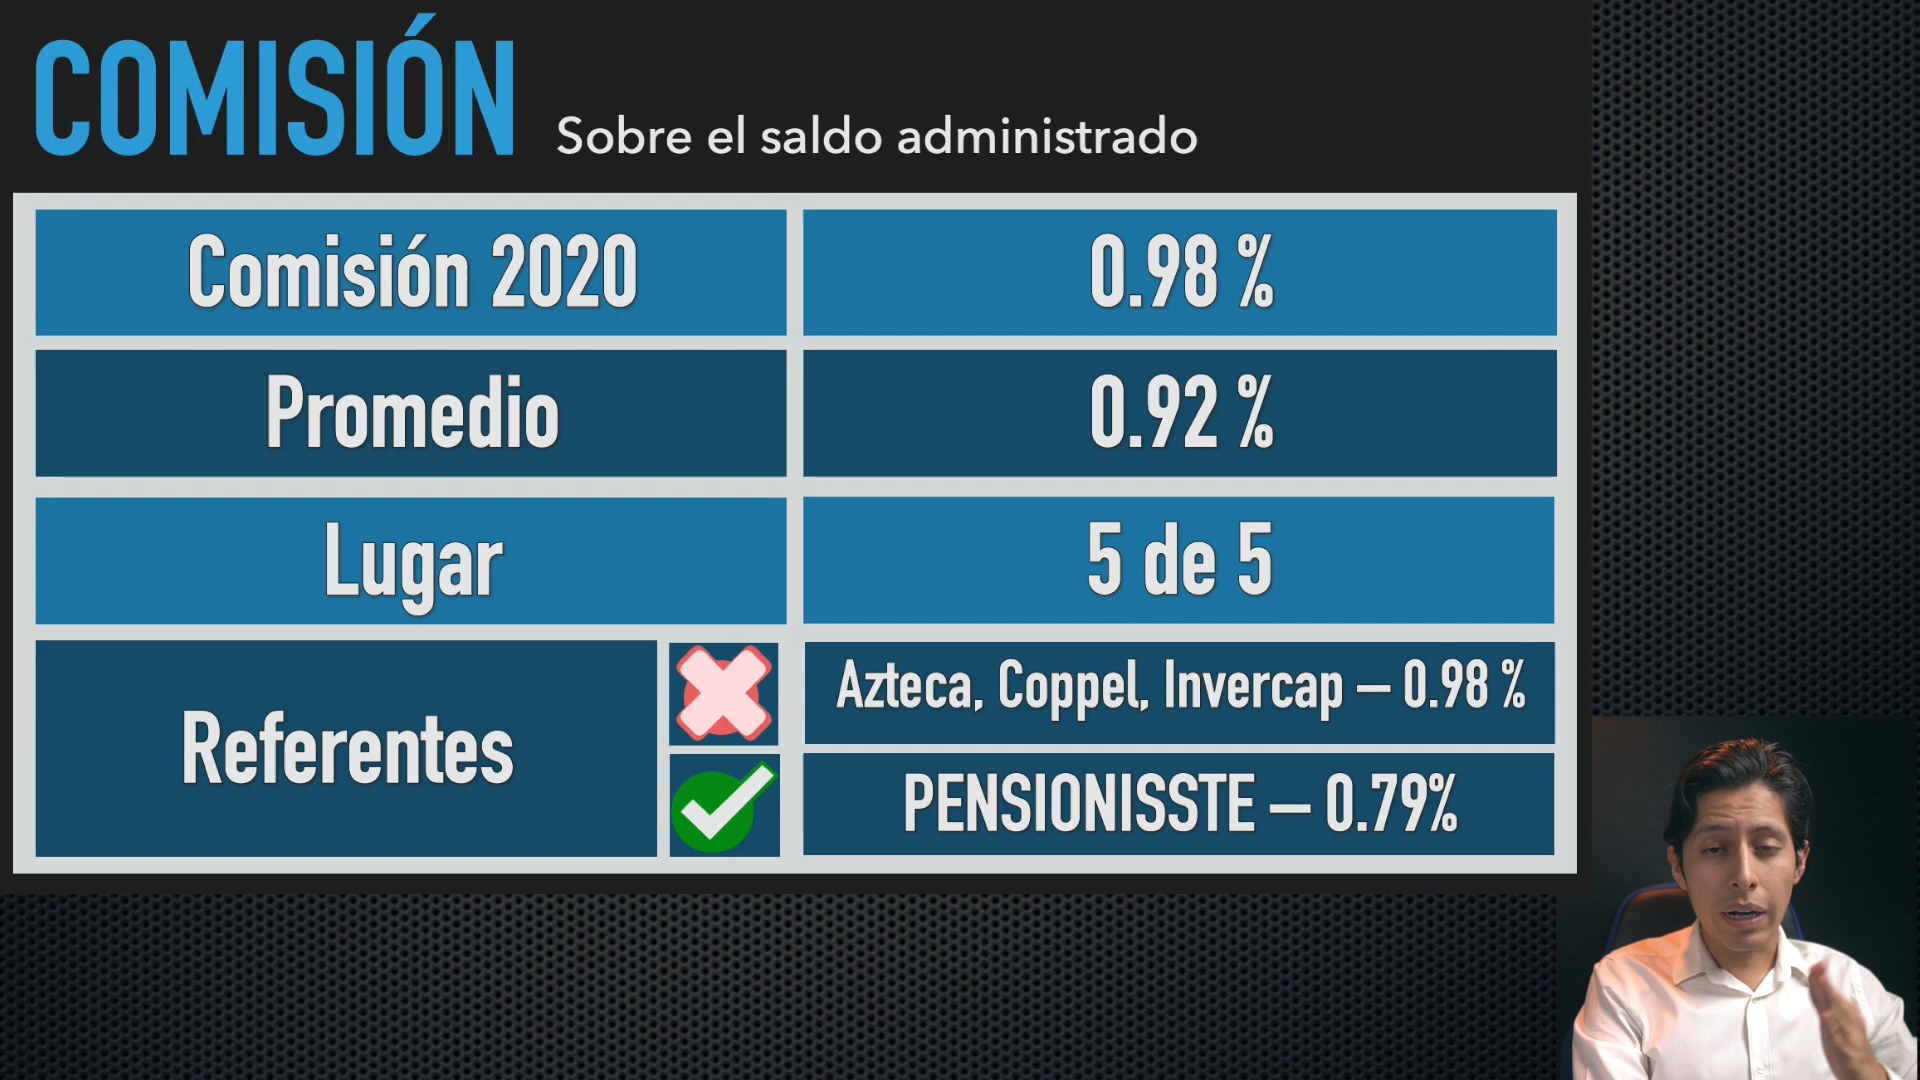 COMISIÓN Sobre el saldo administrado
Comisión 2020 0.98 %
Promedio 0.92 %
Lugar 5 de 5
Referentes
Azteca, Coppel, Invercap – 0.98 %
PENSIONISSTE – 0.79%